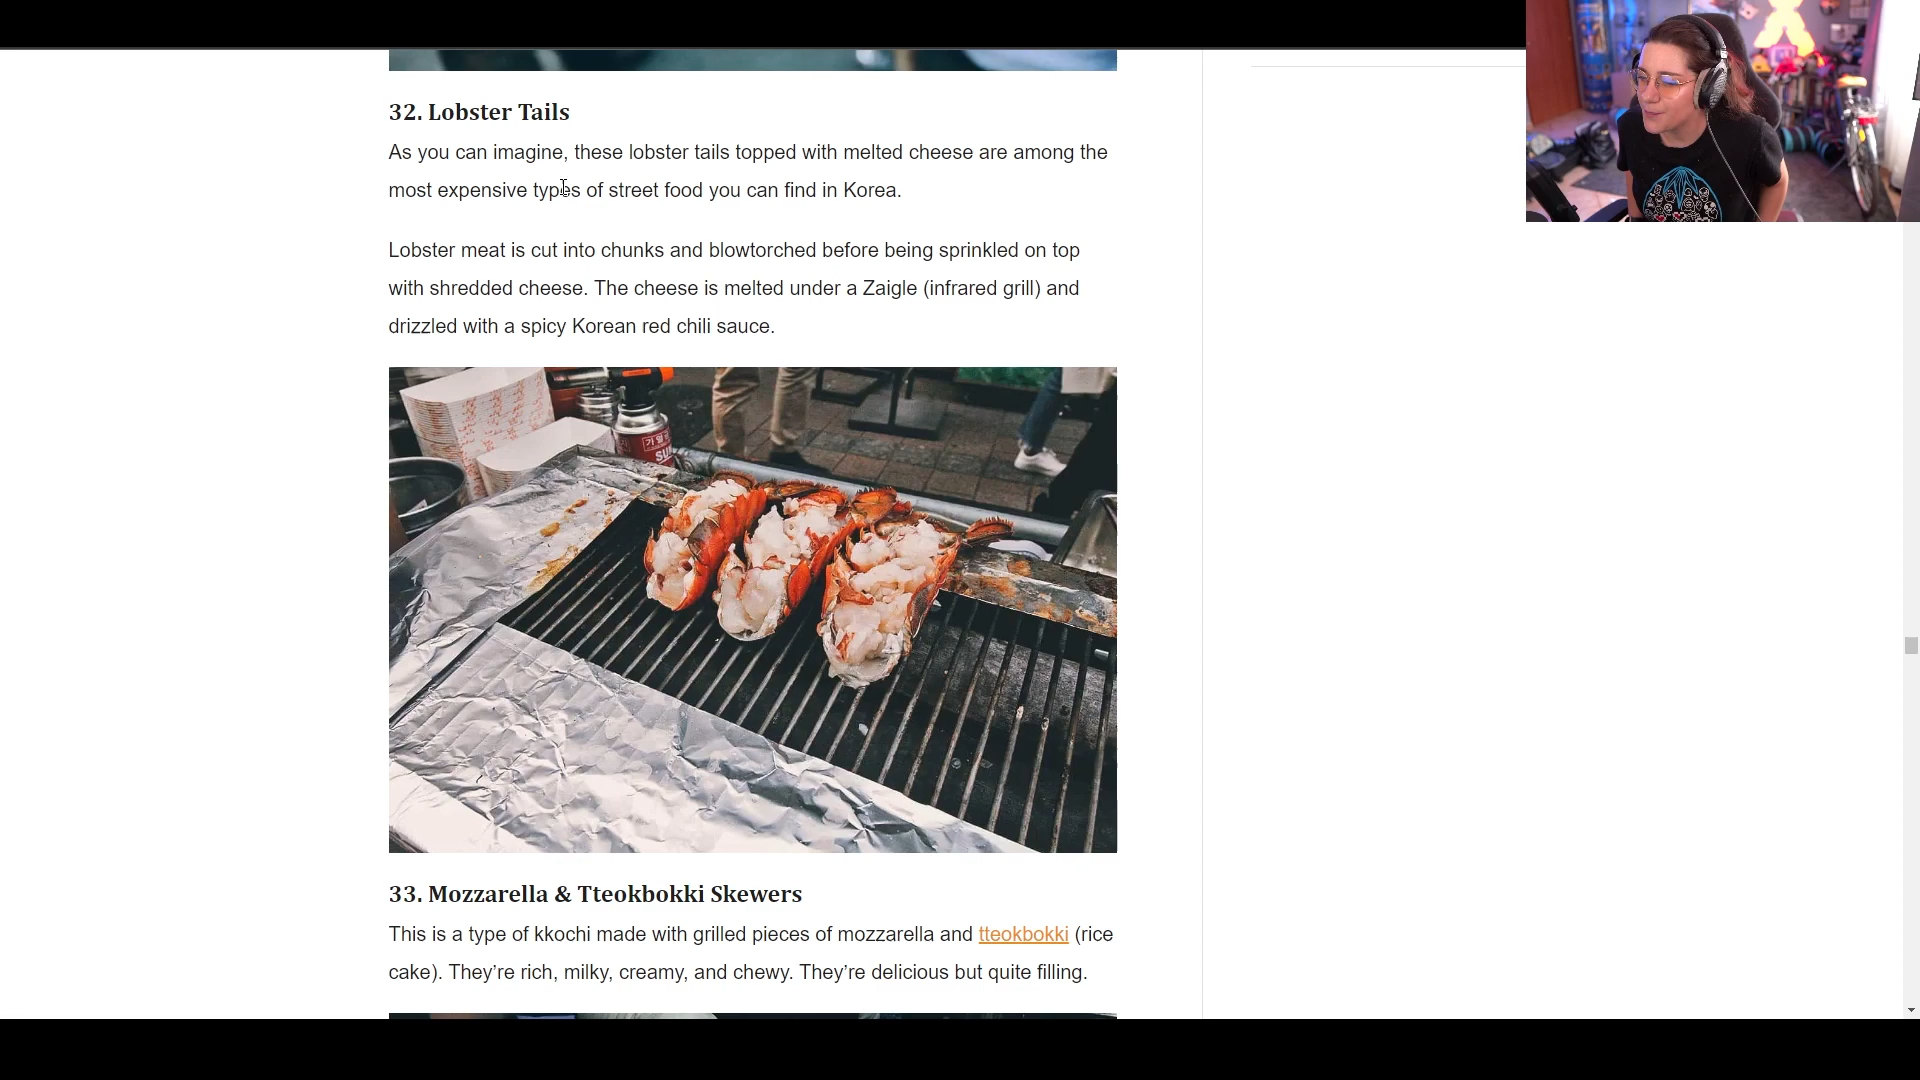 32. Lobster Tails
As you can imagine, these lobster tails topped with melted cheese are among the
most expensive types of street food you can find in Korea.
Lobster meat is cut into chunks and blowtorched before being sprinkled on top
with shredded cheese. The cheese is melted under a Zaigle (infrared grill) and
drizzled with a spicy Korean red chili sauce.
SU
33. Mozzarella & Tteokbokki Skewers
This is a type of kkochi made with grilled pieces of mozzarella and tteokbokki (rice
cake). They’re rich, milky, creamy, and chewy. They’re delicious but quite filling.